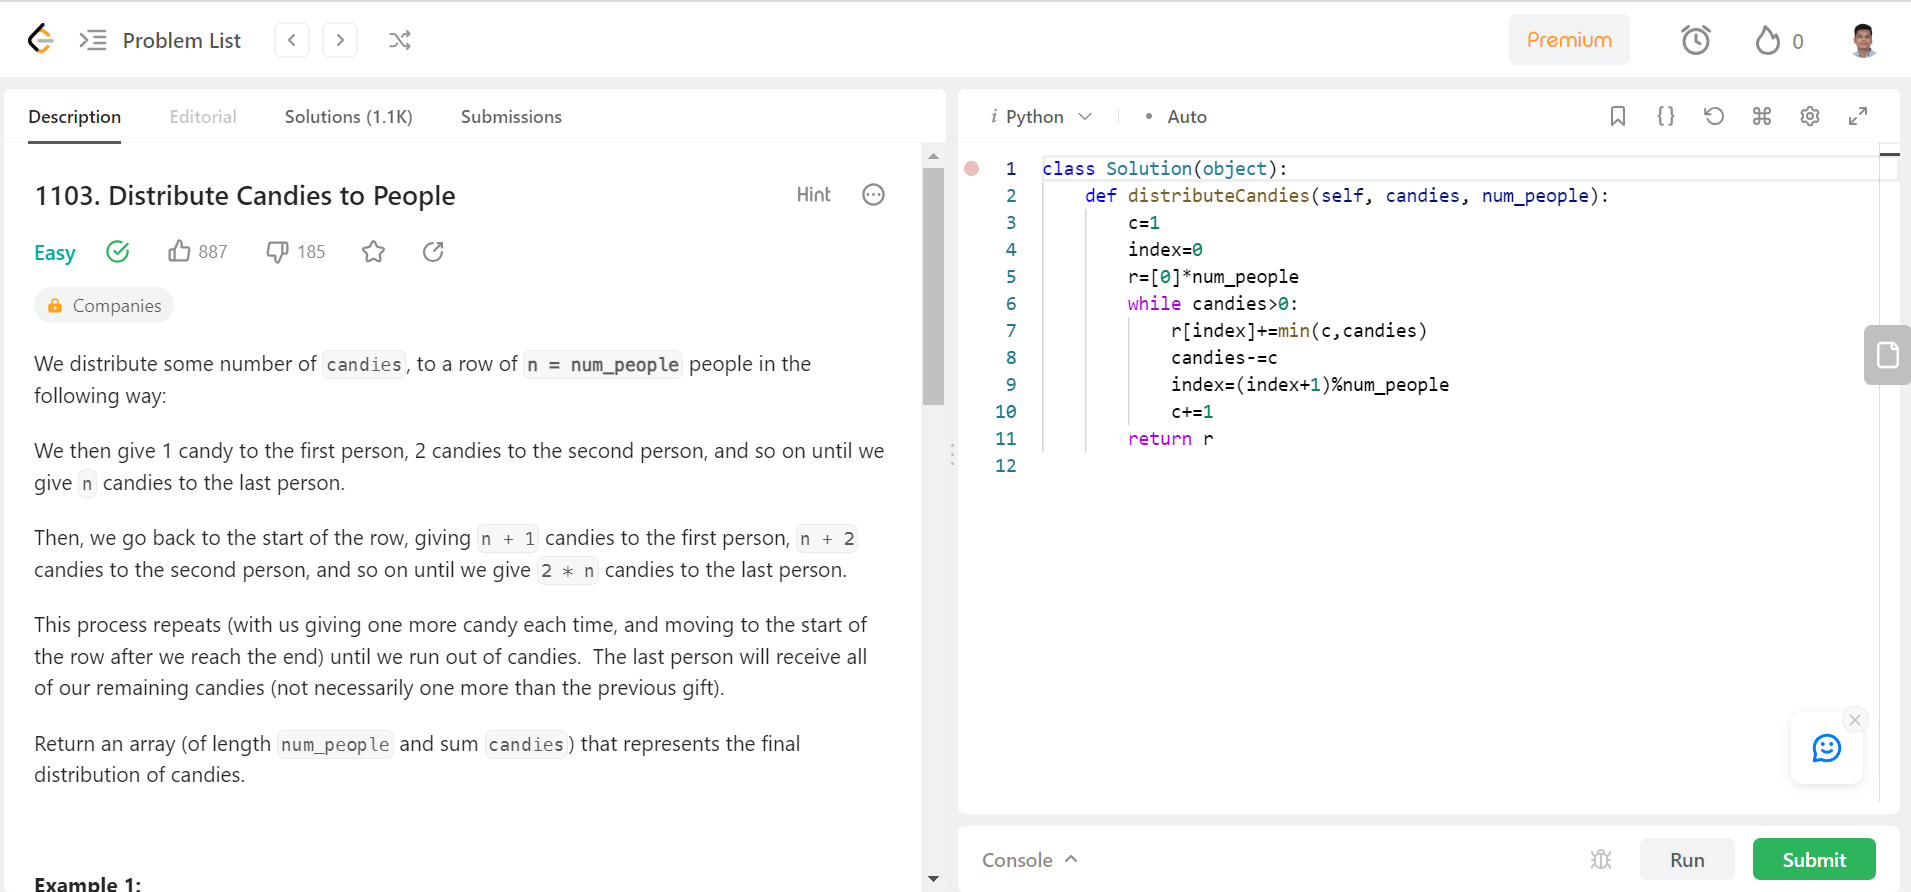 Problem List
Premium
0
Description Editorial Solutions (1.1K) Submissions
1103. Distribute Candies to People
Hint
Easy 887 185
Companies
We distribute some number of candies, to a row of n = num_people people in the
following way:
We then give 1 candy to the first person, 2 candies to the second person, and so on until we
give n candies to the last person.
Then, we go back to the start of the row, giving n + 1 candies to the first person, n + 2
candies to the second person, and so on until we give 2 * n candies to the last person.
This process repeats (with us giving one more candy each time, and moving to the start of
the row after we reach the end) until we run out of candies.  The last person will receive all
of our remaining candies (not necessarily one more than the previous gift).
Return an array (of length num_people and sum candies) that represents the final
distribution of candies.
Example 1:
i Python • Auto
1 class Solution(object):
2     def distributeCandies(self, candies, num_people):
3         c=1
4         index=0
5         r=[0]*num_people
6         while candies>0:
7             r[index]+=min(c,candies)
8             candies-=c
9             index=(index+1)%num_people
10             c+=1
11         return r
12
Console
Run
Submit